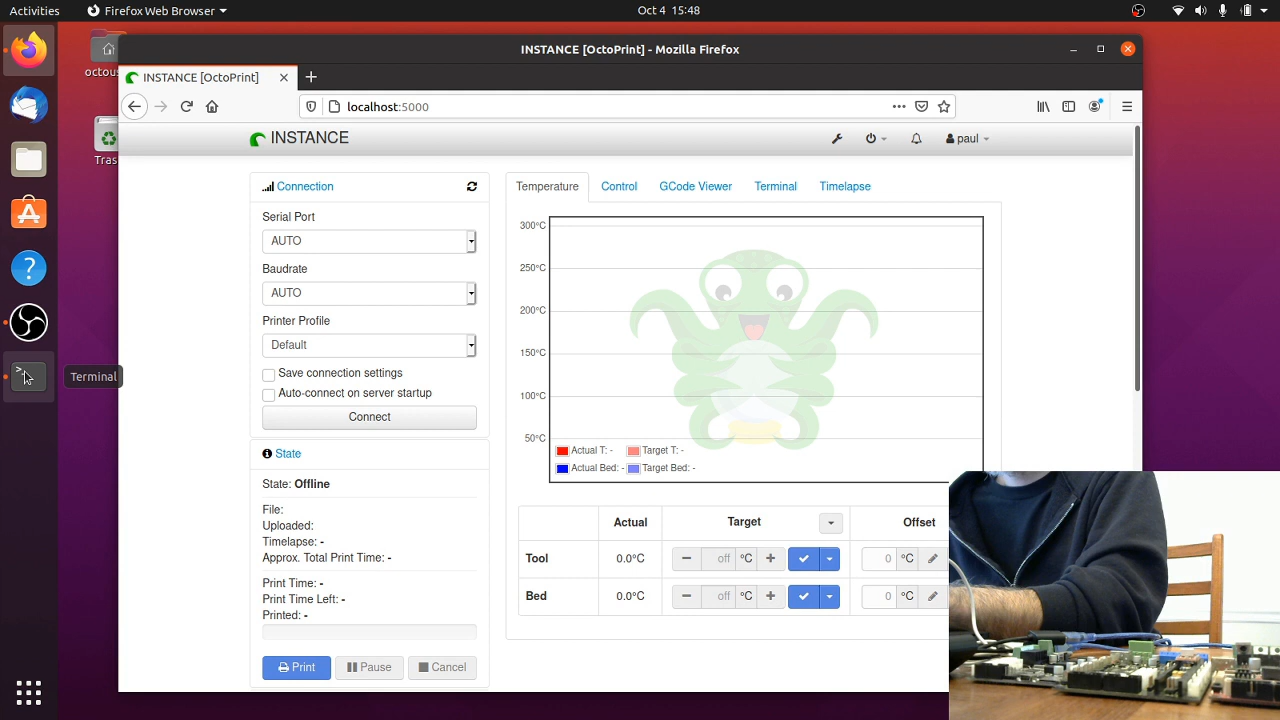 Activities
Firefox Web Browser
Oct 4 15:48
INSTANCE [OctoPrint] - Mozilla Firefox
INSTANCE [OctoPrint]
localhost:5000
INSTANCE
paul
Connection
Serial Port
AUTO
Baudrate
AUTO
Printer Profile
Default
Save connection settings
Auto-connect on server startup
Connect
State
State: Offline
File:
Uploaded:
Timelapse: -
Approx. Total Print Time: -
Print Time: -
Print Time Left: -
Printed: -
Print
Pause
Cancel
Temperature
Control
GCode Viewer
Terminal
Timelapse
300°C
250°C
200°C
150°C
100°C
50°C
Actual T: -
Target T: -
Actual Bed: -
Target Bed: -
Actual
Target
Offset
Tool
0.0°C
off
°C
0
°C
Bed
0.0°C
off
°C
0
°C
Terminal